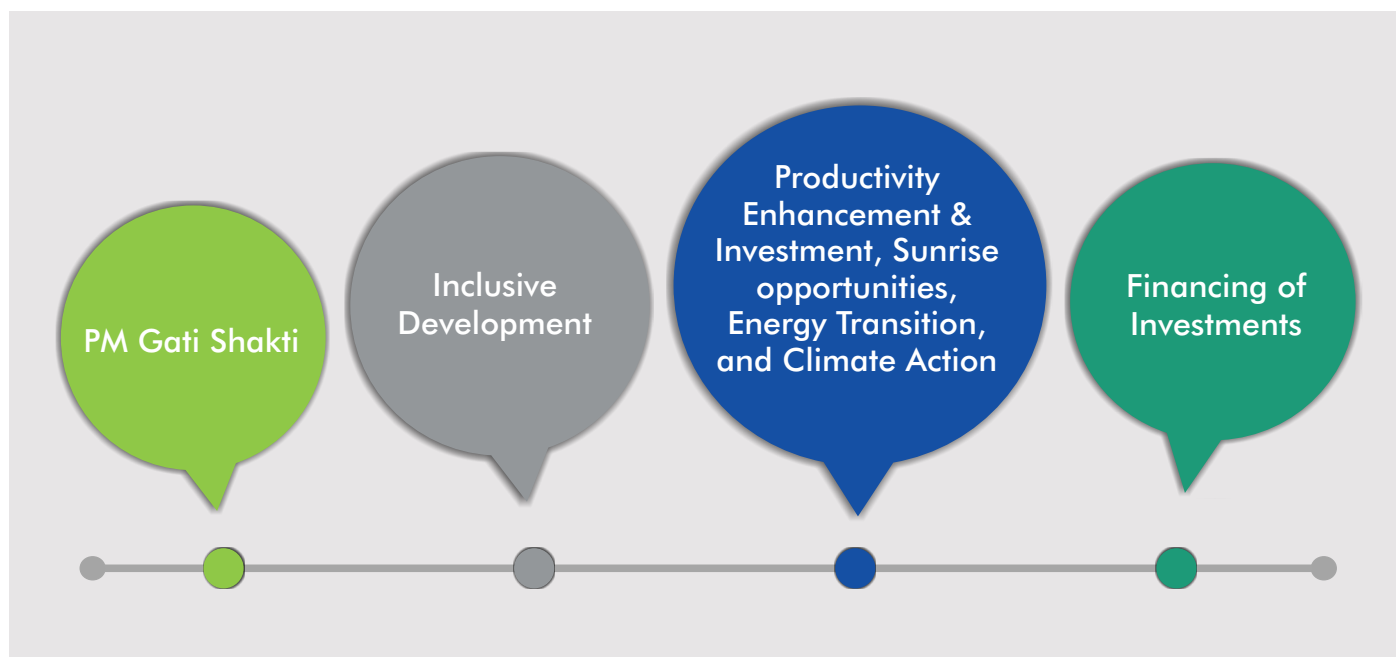 PM Gati Shakti
Inclusive
Development
Productivity
Enhancement &
Investment, Sunrise
opportunities,
Energy Transition,
and Climate Action
Financing of
Investments